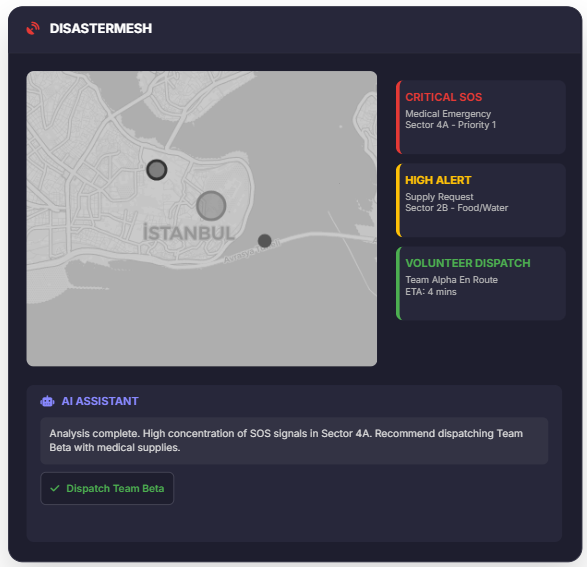 DISASTERMESH
İSTANBUL
CRITICAL SOS
Medical Emergency
Sector 4A - Priority 1
HIGH ALERT
Supply Request
Sector 2B - Food/Water
VOLUNTEER DISPATCH
Team Alpha En Route
ETA: 4 mins
AI ASSISTANT
Analysis complete. High concentration of SOS signals in Sector 4A. Recommend dispatching Team
Beta with medical supplies.
Dispatch Team Beta